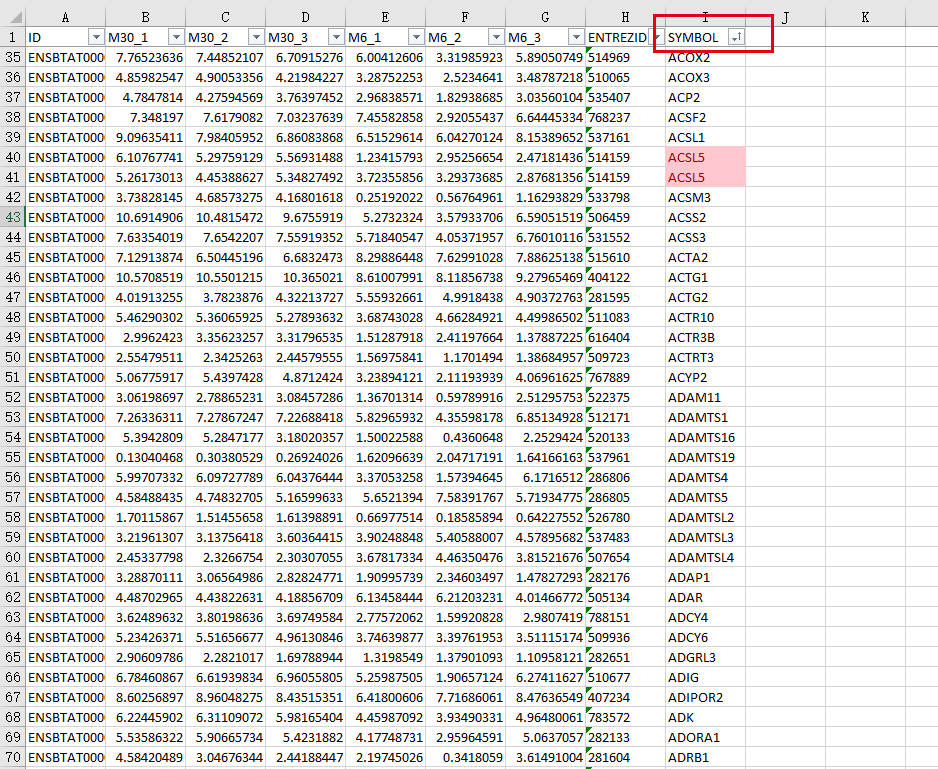 A B C D E F G H I J K
1 ID M30_1 M30_2 M30_3 M6_1 M6_2 M6_3 ENTREZID SYMBOL
35 ENSBTAT000 7.76523636 7.44852107 6.70915276 6.00412606 3.31985923 5.89050749 514969 ACOX2
36 ENSBTAT000 4.85982547 4.90053356 4.21984227 3.28752253 2.5234641 3.48787218 510065 ACOX3
37 ENSBTAT000 4.7847814 4.27594569 3.76397452 2.96838571 1.82938685 3.03560104 535407 ACP2
38 ENSBTAT000 7.348197 7.6179082 7.03237639 7.45582858 2.92055437 6.64445334 768237 ACSF2
39 ENSBTAT000 9.09635411 7.98405952 6.86083868 6.51529614 6.04270124 8.15389652 537161 ACSL1
40 ENSBTAT000 6.10767741 5.29759129 5.56931488 1.23415793 2.95256654 2.47181436 514159 ACSL5
41 ENSBTAT000 5.26173013 4.45388627 5.34827492 3.72355856 3.29373685 2.87681356 514159 ACSL5
42 ENSBTAT000 3.73828145 4.68573275 4.16801618 0.25192022 0.56764961 1.16293829 533798 ACSM3
43 ENSBTAT000 10.6914906 10.4815472 9.6755919 5.2732324 3.57933706 6.59051519 506459 ACSS2
44 ENSBTAT000 7.63354019 7.6542207 7.55919352 5.71840547 4.05371957 6.76010116 531552 ACSS3
45 ENSBTAT000 7.12913874 6.50445196 6.6832473 8.29886448 7.62991028 7.88625138 515610 ACTA2
46 ENSBTAT000 10.5708519 10.5501215 10.365021 8.61007991 8.11856738 9.27965469 404122 ACTG1
47 ENSBTAT000 4.01913255 3.7823876 4.32213727 5.55932661 4.9918438 4.90372763 281595 ACTG2
48 ENSBTAT000 5.46290302 5.36065925 5.27893632 3.68743028 4.66284921 4.49986502 511083 ACTR10
49 ENSBTAT000 2.9962423 3.35623257 3.31796535 1.51287918 2.41197664 1.37887225 616404 ACTR3B
50 ENSBTAT000 2.55479511 2.3425263 2.44579555 1.56975841 1.1701494 1.38684957 509723 ACTRT3
51 ENSBTAT000 5.06775917 5.4397428 4.8712424 3.23894121 2.11193939 4.06961625 767889 ACYP2
52 ENSBTAT000 3.06198697 2.78865231 3.08457286 1.36701314 0.59789916 2.51295753 522375 ADAM11
53 ENSBTAT000 7.26336311 7.27867247 7.22688418 5.82965932 4.35598178 6.85134928 512171 ADAMTS1
54 ENSBTAT000 5.3942809 5.2847177 3.18020357 1.50022588 0.4360648 2.2529424 520133 ADAMTS16
55 ENSBTAT000 0.13040468 0.30380529 0.26924026 1.62096639 2.04717191 1.64166163 537961 ADAMTS19
56 ENSBTAT000 5.99707332 6.09727789 6.04376444 3.37053258 1.57394645 6.1716512 286806 ADAMTS4
57 ENSBTAT000 4.58488435 4.74832705 5.16599633 5.6521394 7.58391767 5.71934775 286805 ADAMTS5
58 ENSBTAT000 1.70115867 1.51455658 1.61398891 0.66977514 0.18585894 0.64227552 526780 ADAMTSL2
59 ENSBTAT000 3.21961307 3.13756418 3.60364415 3.90248848 5.40588007 4.57895682 537483 ADAMTSL3
60 ENSBTAT000 2.45337798 2.3266754 2.30307055 3.67817334 4.46350476 3.81521676 507654 ADAMTSL4
61 ENSBTAT000 3.28870111 3.06564986 2.82824771 1.90995739 2.34603497 1.47827293 282176 ADAP1
62 ENSBTAT000 4.48702965 4.43822631 4.18856709 6.13458444 6.21203231 4.01466772 505134 ADAR
63 ENSBTAT000 3.62489632 3.80198636 3.69749584 2.77572062 1.59920828 2.9807419 788151 ADCY4
64 ENSBTAT000 5.23426371 5.51656677 4.96130846 3.74639877 3.39761953 3.51115174 509936 ADCY6
65 ENSBTAT000 2.90609786 2.2821017 1.69788944 1.3198549 1.37901093 1.10958121 282651 ADGRL3
66 ENSBTAT000 6.78460867 6.61939834 6.96055805 5.25987505 1.90657124 6.27411627 510677 ADIG
67 ENSBTAT000 8.60256897 8.96048275 8.43515351 6.41800606 7.71686061 8.47636549 407234 ADIPOR2
68 ENSBTAT000 6.22445902 6.31109072 5.98165404 4.45987092 3.93490331 4.96480061 783572 ADK
69 ENSBTAT000 5.53586322 5.90665734 5.4231882 4.17748731 2.95964591 5.0637057 282133 ADORA1
70 ENSBTAT000 4.58420489 3.04676344 2.44188447 2.19745026 0.3418059 3.61491004 281604 ADRB1